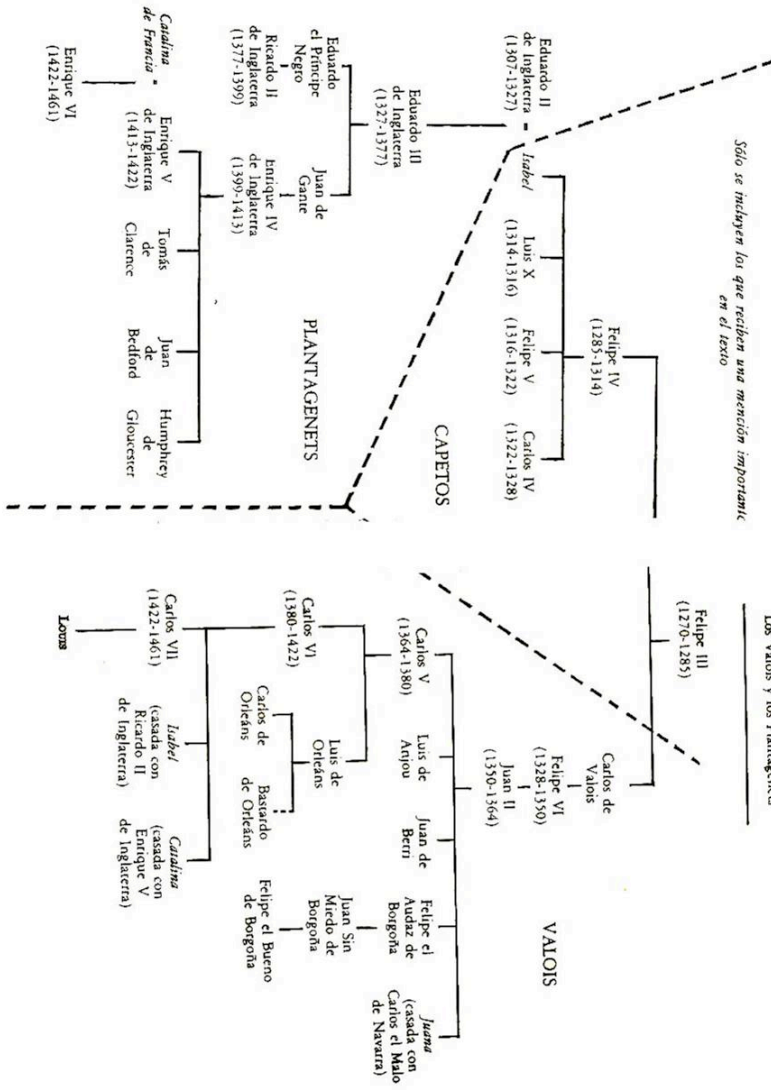 Los Valois y los Plantagenets
Sólo se incluyen los que reciben una mención importante
en el texto
Felipe III
(1270-1285)
Felipe IV
(1285-1314)
Carlos de
Valois
Felipe VI
(1328-1350)
Juan II
(1350-1364)
VALOIS
CAPETOS
PLANTAGENETS
Eduardo II
de Inglaterra =
(1307-1327)
Isabel
Luis X
(1314-1316)
Felipe V
(1316-1322)
Carlos IV
(1322-1328)
Eduardo III
de Inglaterra
(1327-1377)
Eduardo
el Príncipe
Negro
Juan de
Gante
Ricardo II
de Inglaterra
(1377-1399)
Enrique IV
de Inglaterra
(1399-1413)
Catalina
de Francia =
Enrique V
de Inglaterra
(1413-1422)
Tomás
de
Clarence
Juan
de
Bedford
Humphrey
de
Gloucester
Enrique VI
(1422-1461)
Carlos V
(1364-1380)
Luis de
Anjou
Juan de
Berri
Felipe el
Audaz de
Borgoña
Juana
(casada con
Carlos el Malo
de Navarra)
Carlos VI
(1380-1422)
Luis de
Orleáns
Juan Sin
Miedo de
Borgoña
Carlos de
Orleáns
Bastardo
de Orleáns
Felipe el Bueno
de Borgoña
Carlos VII
(1422-1461)
Isabel
(casada con
Ricardo II
de Inglaterra)
Catalina
(casada con
Enrique V
de Inglaterra)
Louis